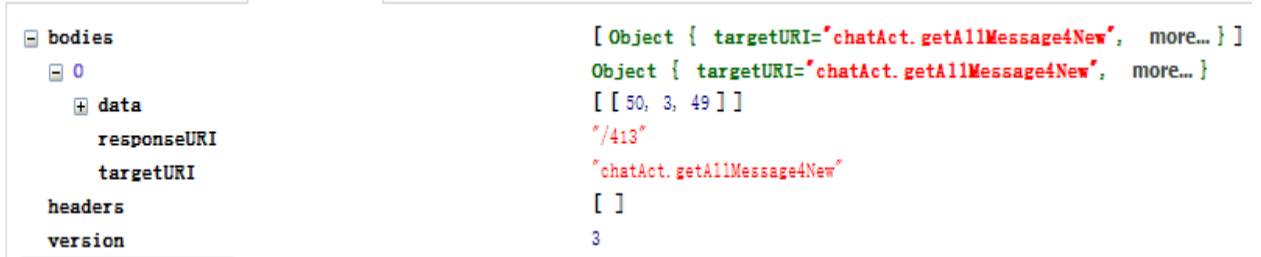 bodies [ Object { targetURI="chatAct.getAllMessage4New", more... } ]
0 Object { targetURI="chatAct.getAllMessage4New", more... }
data [ [ 50, 3, 49 ] ]
responseURI "/413"
targetURI "chatAct.getAllMessage4New"
headers [ ]
version 3